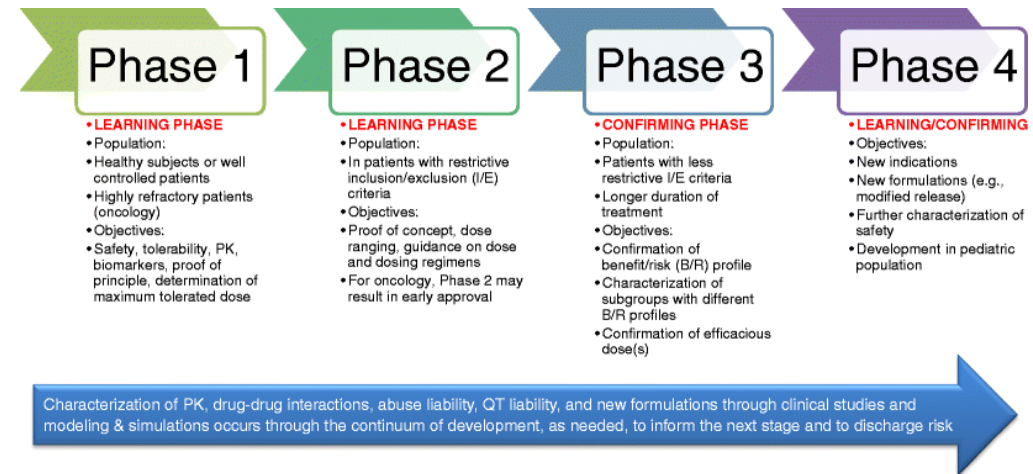 Phase 1
• LEARNING PHASE
• Population:
• Healthy subjects or well
controlled patients
• Highly refractory patients
(oncology)
• Objectives:
• Safety, tolerability, PK,
biomarkers, proof of
principle, determination of
maximum tolerated dose
Phase 2
• LEARNING PHASE
• Population:
• In patients with restrictive
inclusion/exclusion (I/E)
criteria
• Objectives:
• Proof of concept, dose
ranging, guidance on dose
and dosing regimens
• For oncology, Phase 2 may
result in early approval
Phase 3
• CONFIRMING PHASE
• Population:
• Patients with less
restrictive I/E criteria
• Longer duration of
treatment
• Objectives:
• Confirmation of
benefit/risk (B/R) profile
• Characterization of
subgroups with different
B/R profiles
• Confirmation of efficacious
dose(s)
Phase 4
• LEARNING/CONFIRMING
• Objectives:
• New indications
• New formulations (e.g.,
modified release)
• Further characterization of
safety
• Development in pediatric
population
Characterization of PK, drug-drug interactions, abuse liability, QT liability, and new formulations through clinical studies and
modeling & simulations occurs through the continuum of development, as needed, to inform the next stage and to discharge risk